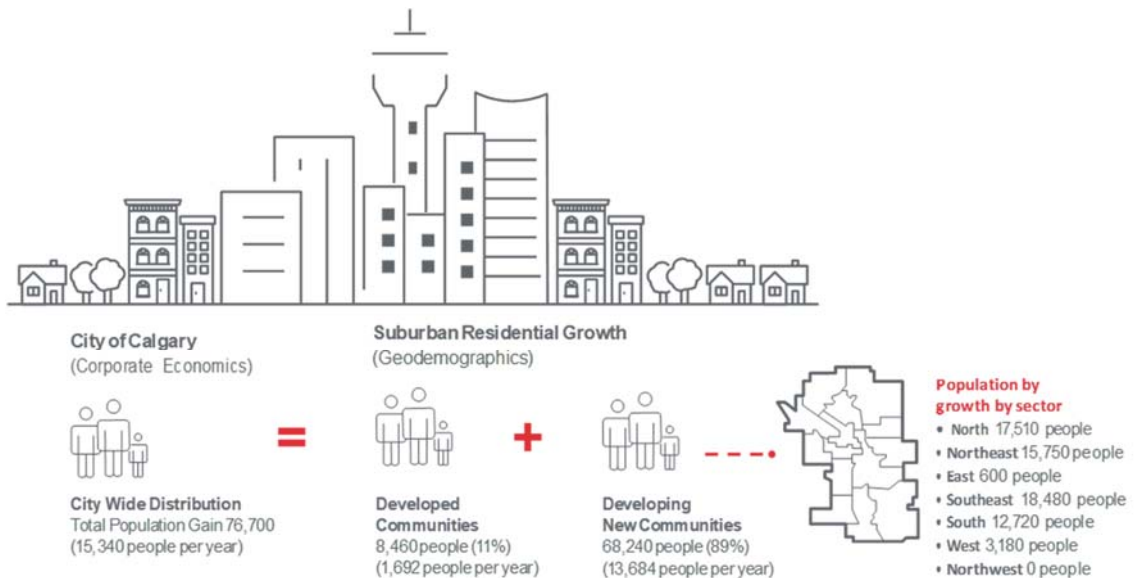 City of Calgary
(Corporate Economics)
Suburban Residential Growth
(Geodemographics)
=
+
City Wide Distribution
Total Population Gain 76,700
(15,340 people per year)
Developed
Communities
8,460 people (11%)
(1,692 people per year)
Developing
New Communities
68,240 people (89%)
(13,684 people per year)
Population by
growth by sector
• North 17,510 people
• Northeast 15,750 people
• East 600 people
• Southeast 18,480 people
• South 12,720 people
• West 3,180 people
• Northwest 0 people